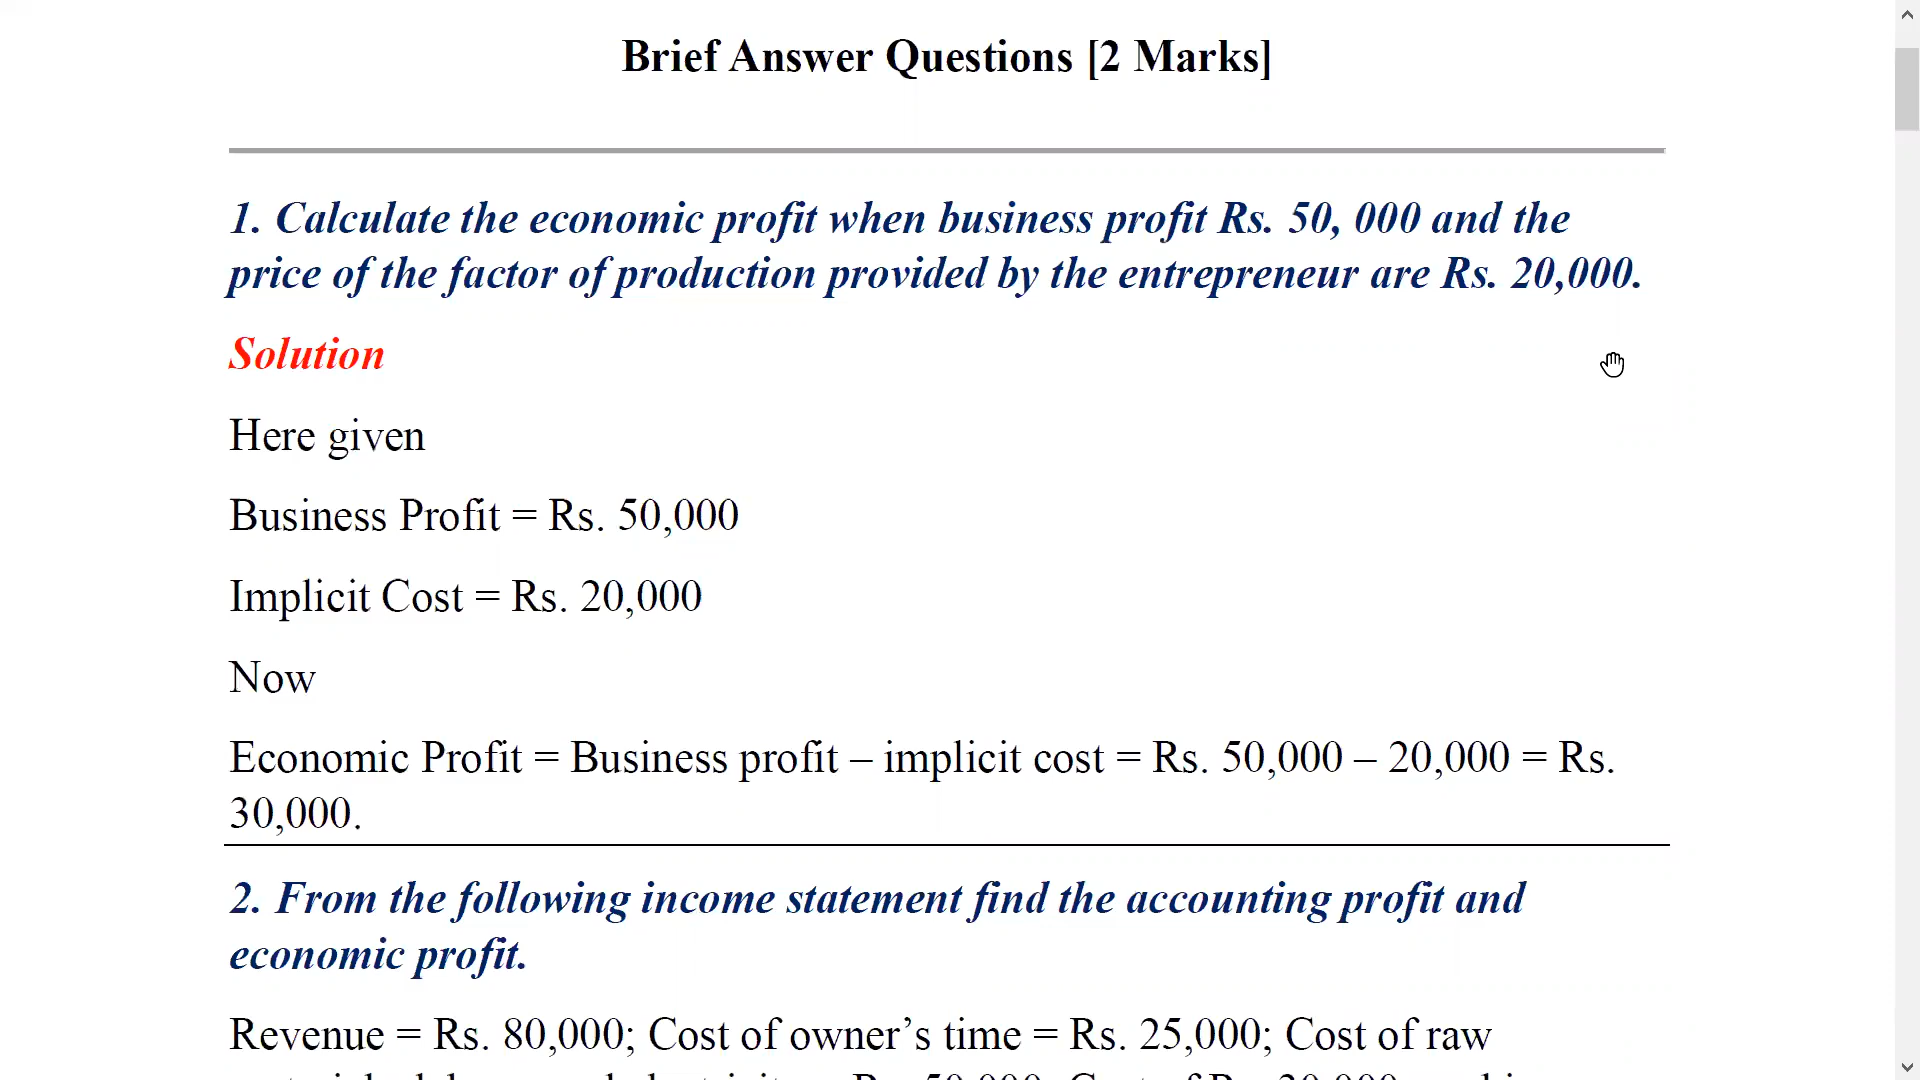 Brief Answer Questions [2 Marks]
1. Calculate the economic profit when business profit Rs. 50, 000 and the
price of the factor of production provided by the entrepreneur are Rs. 20,000.
Solution
Here given
Business Profit = Rs. 50,000
Implicit Cost = Rs. 20,000
Now
Economic Profit = Business profit – implicit cost = Rs. 50,000 – 20,000 = Rs.
30,000.
2. From the following income statement find the accounting profit and
economic profit.
Revenue = Rs. 80,000; Cost of owner’s time = Rs. 25,000; Cost of raw